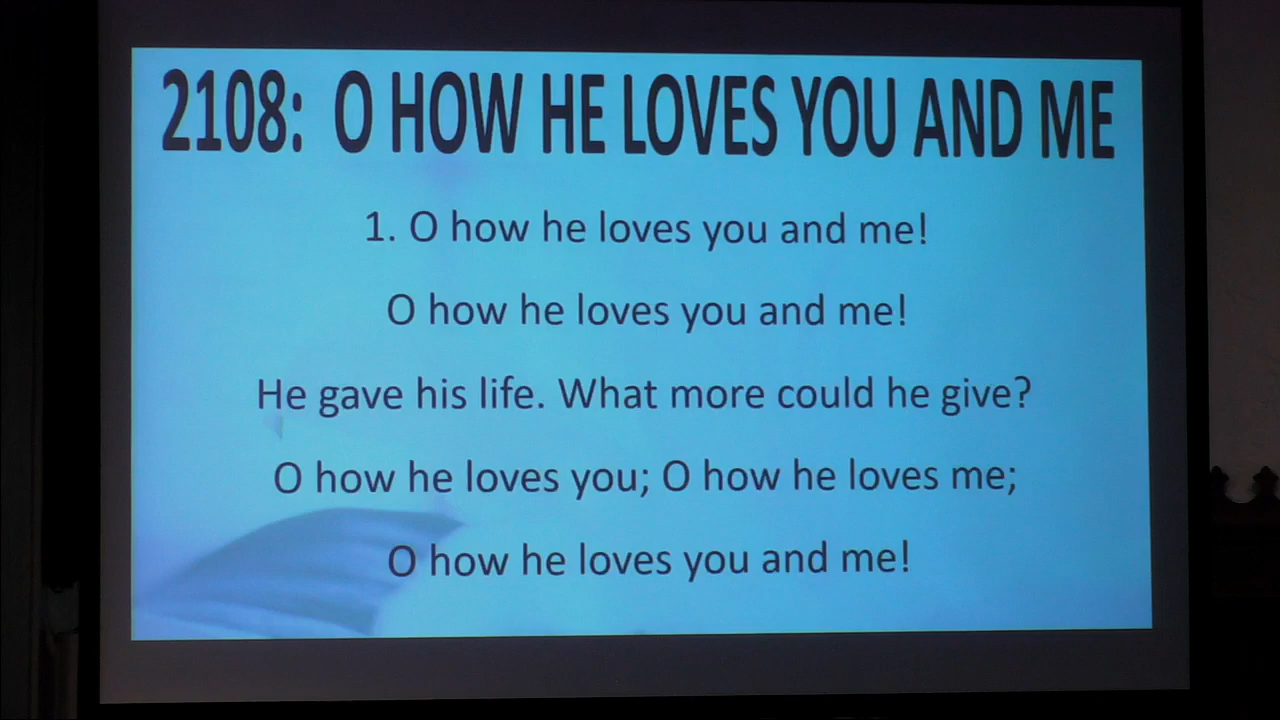 2108: O HOW HE LOVES YOU AND ME
1. O how he loves you and me!
O how he loves you and me!
He gave his life. What more could he give?
O how he loves you; O how he loves me;
O how he loves you and me!